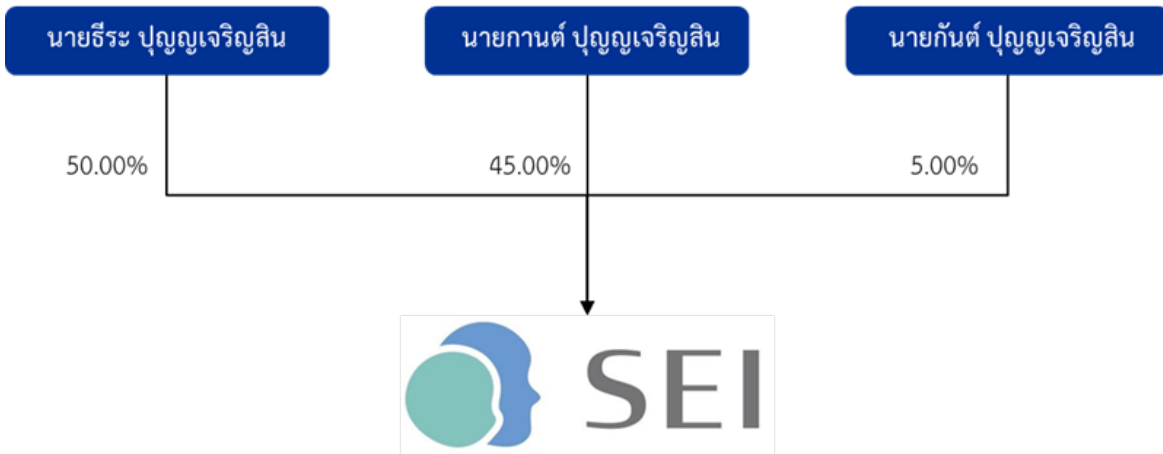 นายธีระ ปุญญเจริญสิน
นายกานต์ ปุญญเจริญสิน
นายกันต์ ปุญญเจริญสิน
50.00%
45.00%
5.00%
SEI